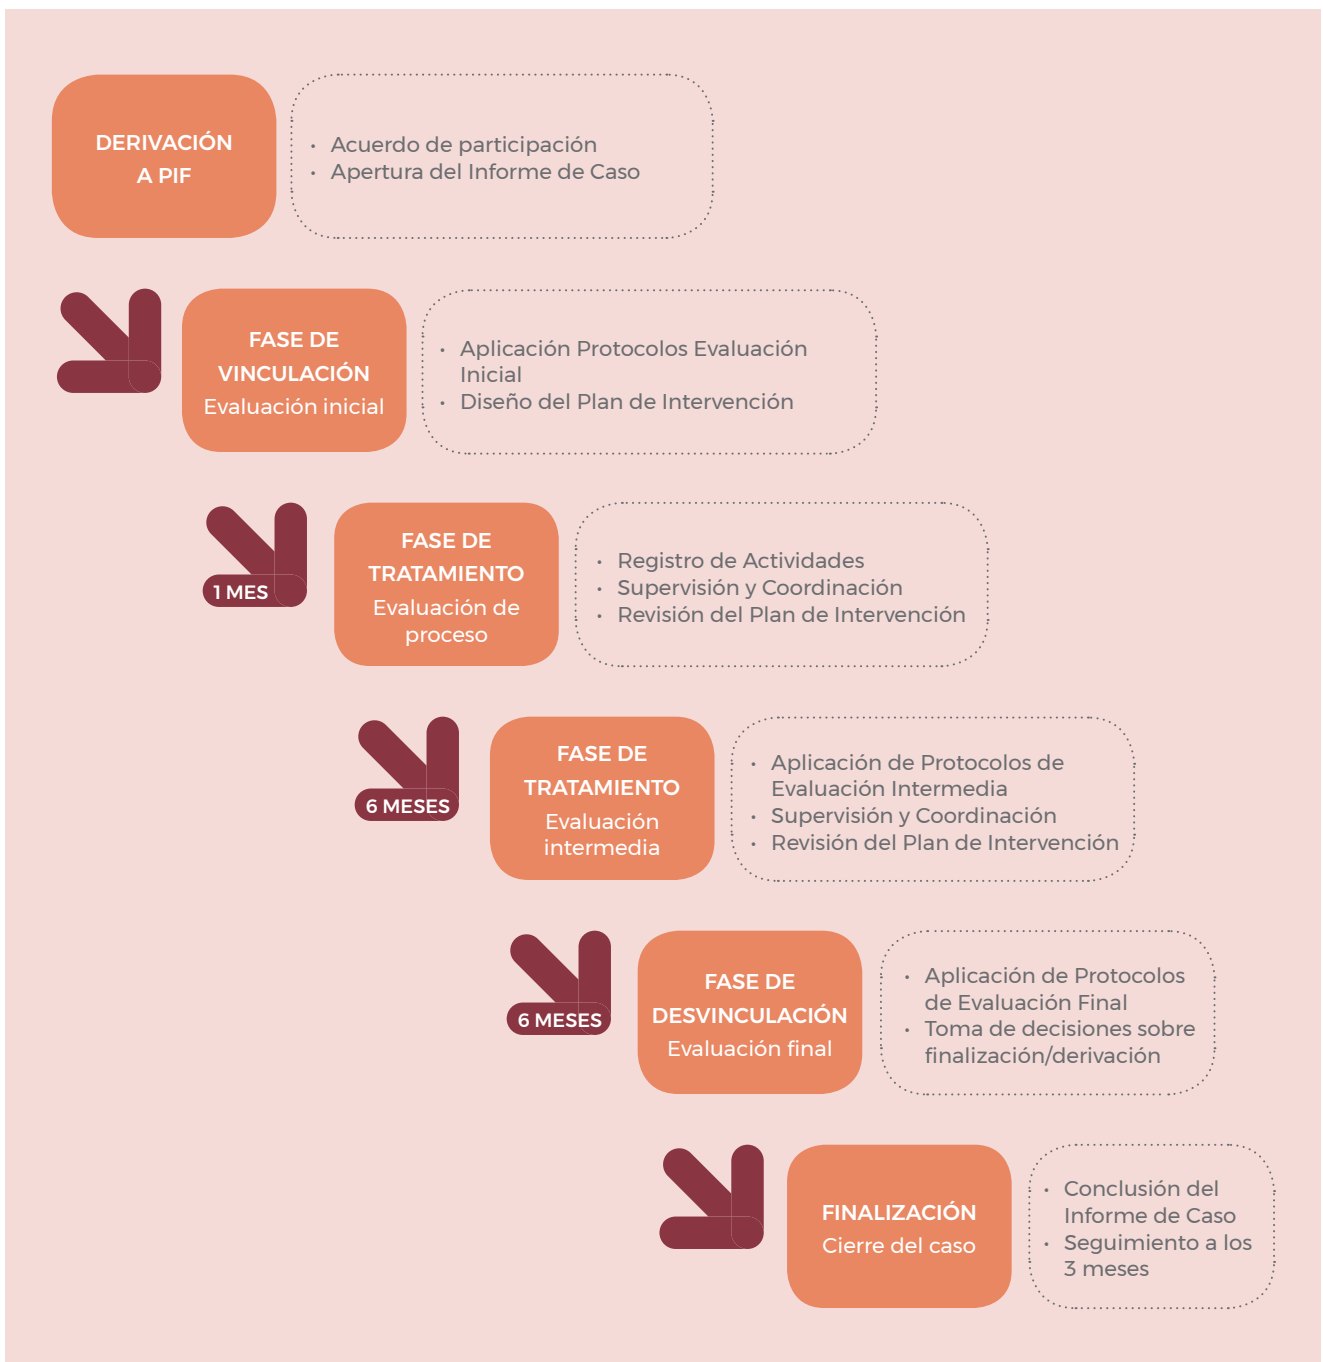 DERIVACIÓN
A PIF
• Acuerdo de participación
• Apertura del Informe de Caso
FASE DE
VINCULACIÓN
Evaluación inicial
• Aplicación Protocolos Evaluación
Inicial
• Diseño del Plan de Intervención
1 MES
FASE DE
TRATAMIENTO
Evaluación de
proceso
• Registro de Actividades
• Supervisión y Coordinación
• Revisión del Plan de Intervención
6 MESES
FASE DE
TRATAMIENTO
Evaluación
intermedia
• Aplicación de Protocolos de
Evaluación Intermedia
• Supervisión y Coordinación
• Revisión del Plan de Intervención
6 MESES
FASE DE
DESVINCULACIÓN
Evaluación final
• Aplicación de Protocolos
de Evaluación Final
• Toma de decisiones sobre
finalización/derivación
FINALIZACIÓN
Cierre del caso
• Conclusión del
Informe de Caso
• Seguimiento a los
3 meses